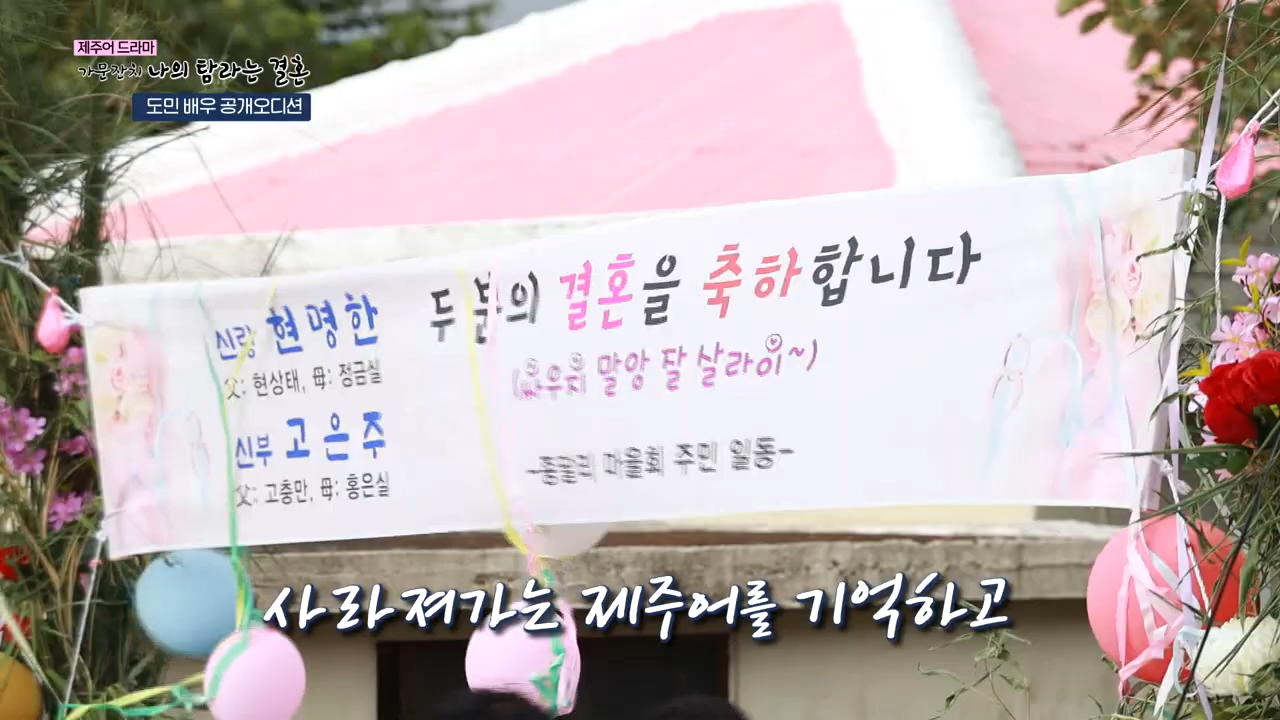 제주어 드라마
가문잔치 나의 탐라는 결혼
도민 배우 공개오디션
두 분의 결혼을 축하합니다
말앙 잘 살라이~)
신랑 현명한
父: 현상태, 母: 정금실
신부 고은주
父: 고충만, 母: 홍은실
마을회 주민 일동-
사라져가는 제주어를 기억하고